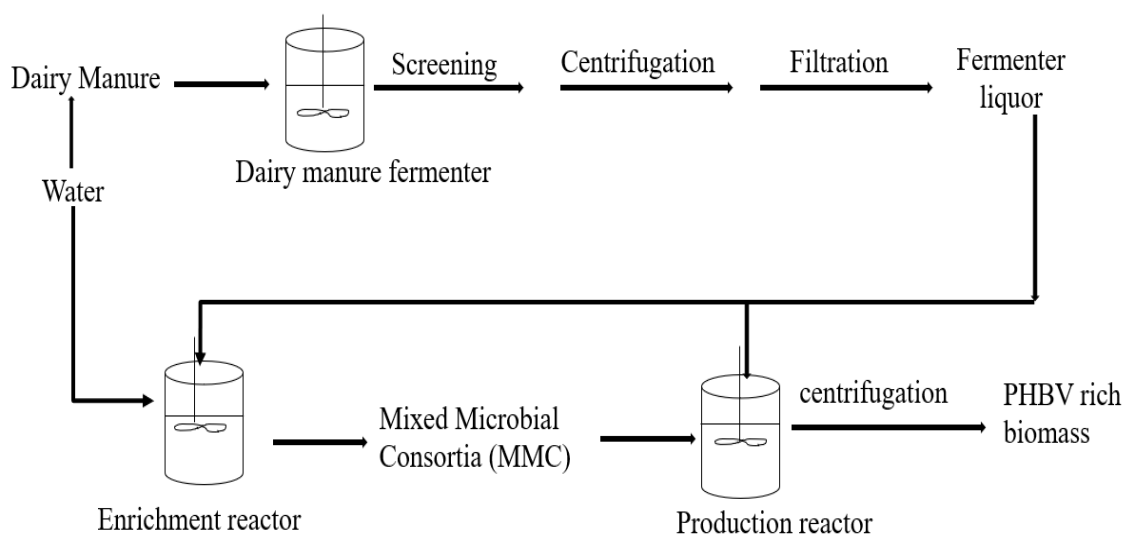 Dairy Manure
Screening
Centrifugation
Filtration
Fermenter
liquor
Dairy manure fermenter
Water
Mixed Microbial
Consortia (MMC)
centrifugation
PHBV rich
biomass
Enrichment reactor
Production reactor